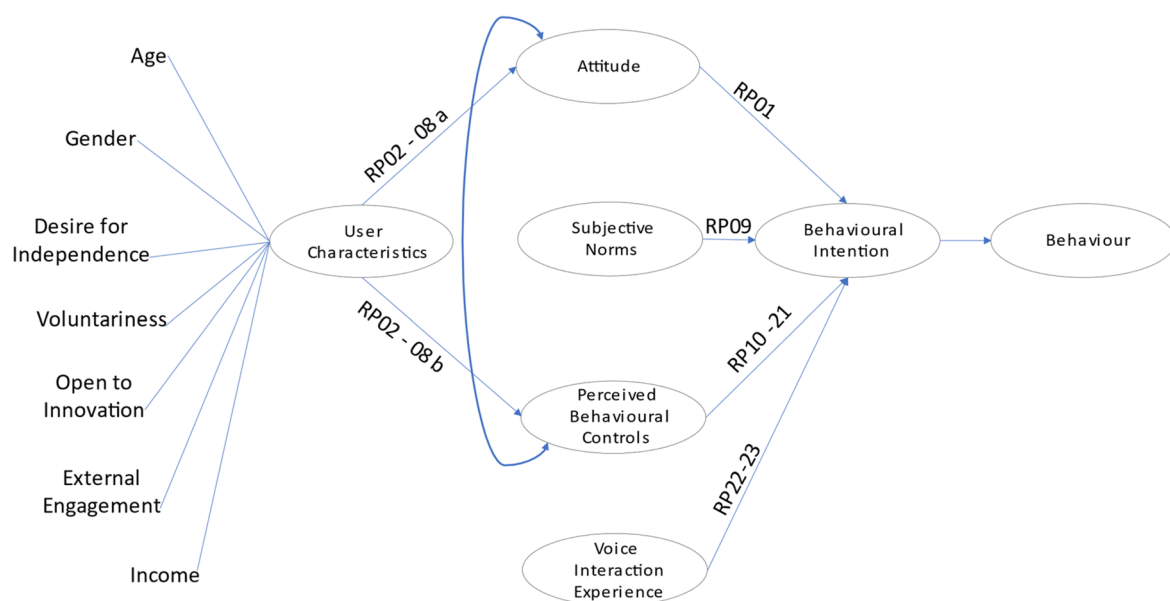 Age
Gender
Desire for
Independence
Voluntariness
Open to
Innovation
External
Engagement
Income
User
Characteristics
RP02 - 08 a
RP02 - 08 b
Attitude
Subjective
Norms
Perceived
Behavioural
Controls
Voice
Interaction
Experience
RP01
RP09
RP10 -21
RP22-23
Behavioural
Intention
Behaviour